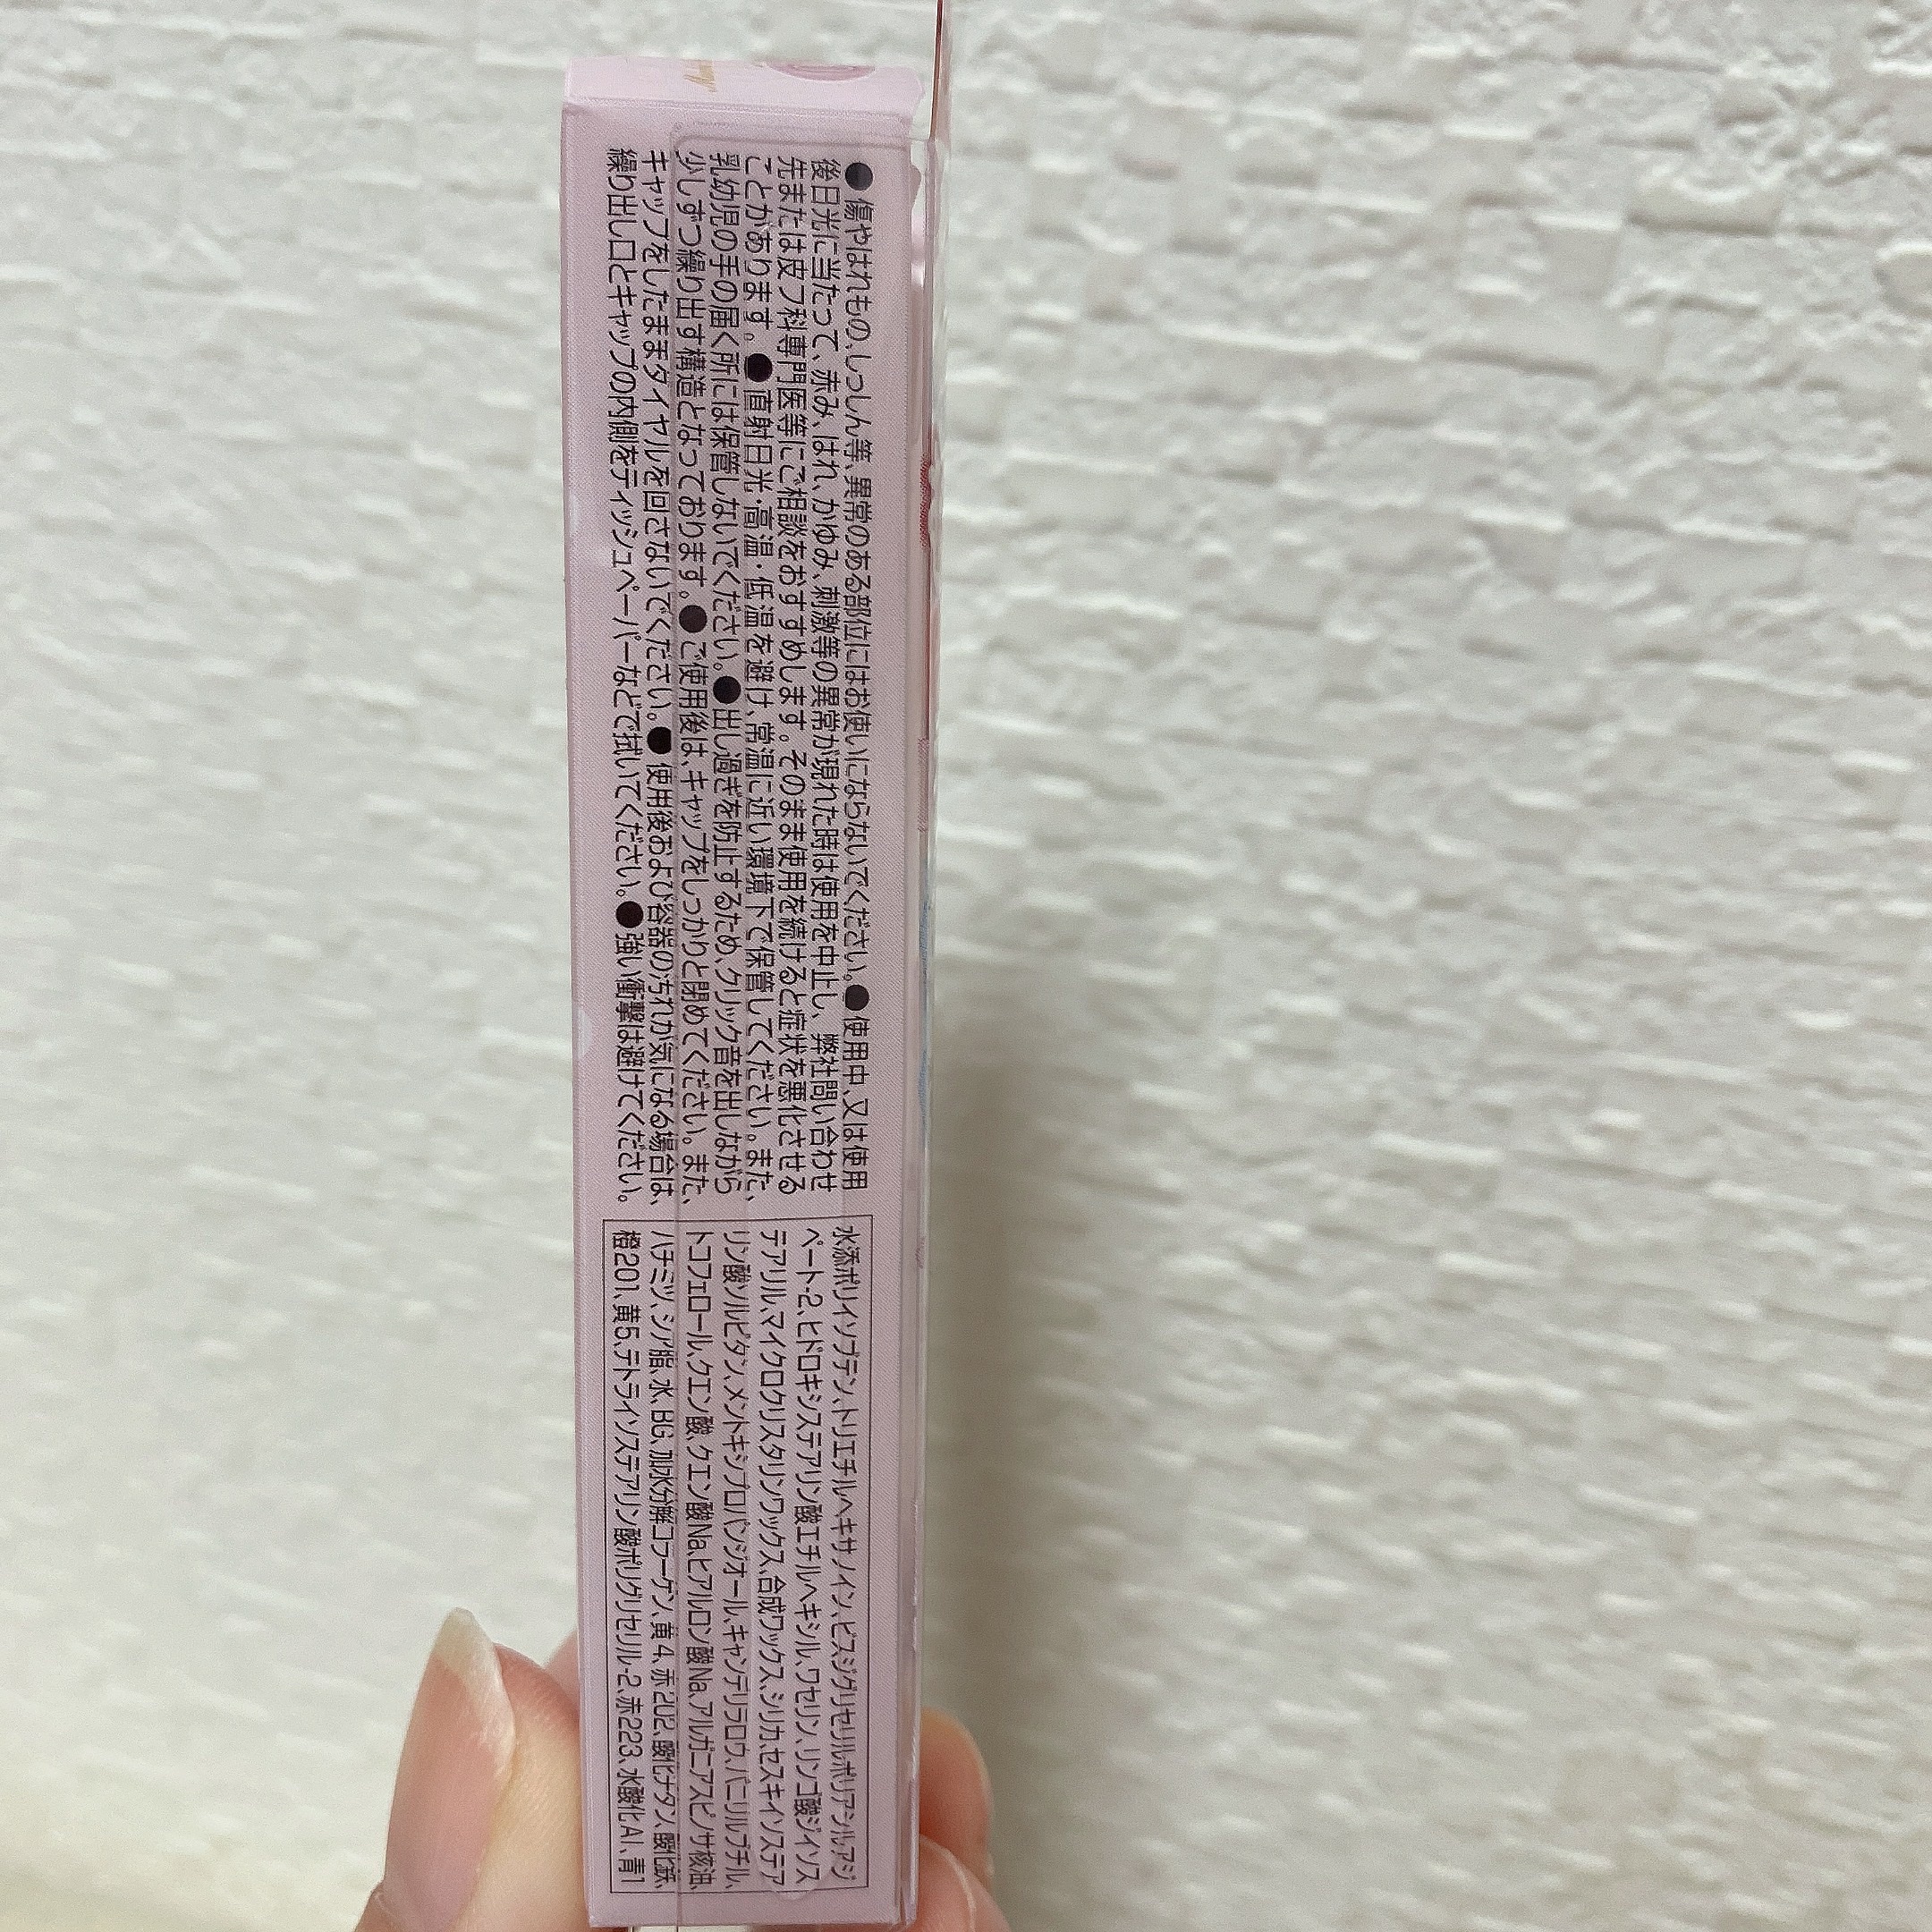 ●傷やはれもの、しっしん等、異常のある部位にはお使いにならないでください。●使用中、又は使用
後日光に当たって、赤み、はれ、かゆみ、刺激等の異常が現れた時は使用を中止し、弊社問い合わせ
先または皮フ科専門医等にご相談をおすすめします。そのまま使用を続けると症状を悪化させる
ことがあります。●直射日光・高温・低温を避け、常温に近い環境下で保管してください。また、
乳幼児の手の届く所には保管しないでください。●出し過ぎを防止するため、クリック音を出しながら
少しずつ繰り出す構造となっております。●ご使用後は、キャップをしっかりと閉めてください。また、
キャップをしたままダイヤルを回さないでください。●使用後および容器の汚れが気になる場合は、
繰り出し口とキャップの内側をティッシュペーパーなどで拭いてください。●強い衝撃は避けてください。
水添ポリイソブテン、トリエチルヘキサノイン、ビスジグリセリルポリアシルアジ
ペート-2、ヒドロキシステアリン酸エチルヘキシル、ワセリン、リンゴ酸ジイソス
テアリル、マイクロクリスタリンワックス、合成ワックス、シリカ、セスキイソステア
リン酸ソルビタン、メントキシプロパンジオール、キャンデリラロウ、バニリルブチル、
トコフェロール、クエン酸、クエン酸Na、ヒアルロン酸Na、アルガニアスピノサ核油、
ハチミツ、シア脂、水、BG、加水分解コラーゲン、黄4、赤202、酸化チタン、酸化鉄、
橙201、黄5、テトライソステアリン酸ポリグリセリル-2、赤223、水酸化Al、青1